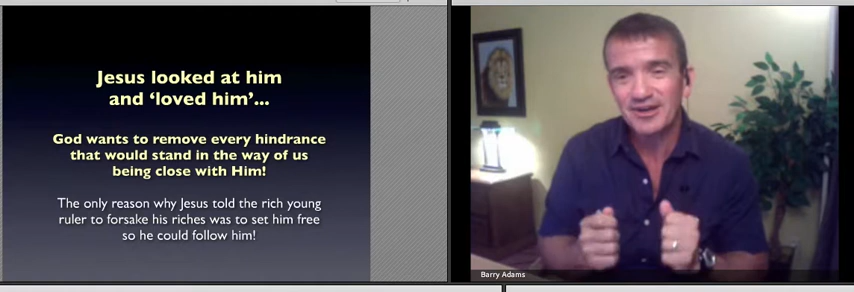 Jesus looked at him
and ‘loved him’...
God wants to remove every hindrance
that would stand in the way of us
being close with Him!
The only reason why Jesus told the rich young
ruler to forsake his riches was to set him free
so he could follow him!
Barry Adams